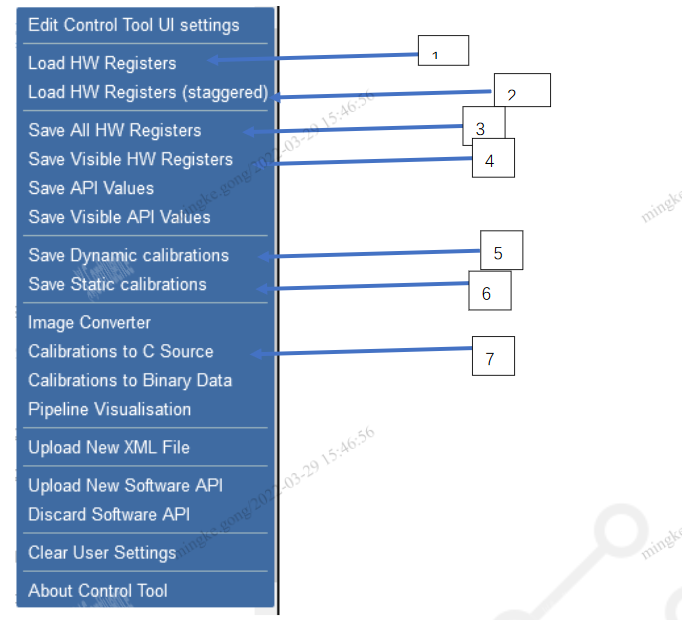 Edit Control Tool UI settings
Load HW Registers
1
Load HW Registers (staggered)
2
Save All HW Registers
3
Save Visible HW Registers
4
Save API Values
Save Visible API Values
Save Dynamic calibrations
5
Save Static calibrations
6
Image Converter
Calibrations to C Source
7
Calibrations to Binary Data
Pipeline Visualisation
Upload New XML File
Upload New Software API
Discard Software API
Clear User Settings
About Control Tool
mingke.gong/2022-03-29 15:46:56
mingke
mingke.gong/2022-03-29 15:46:56
mingke